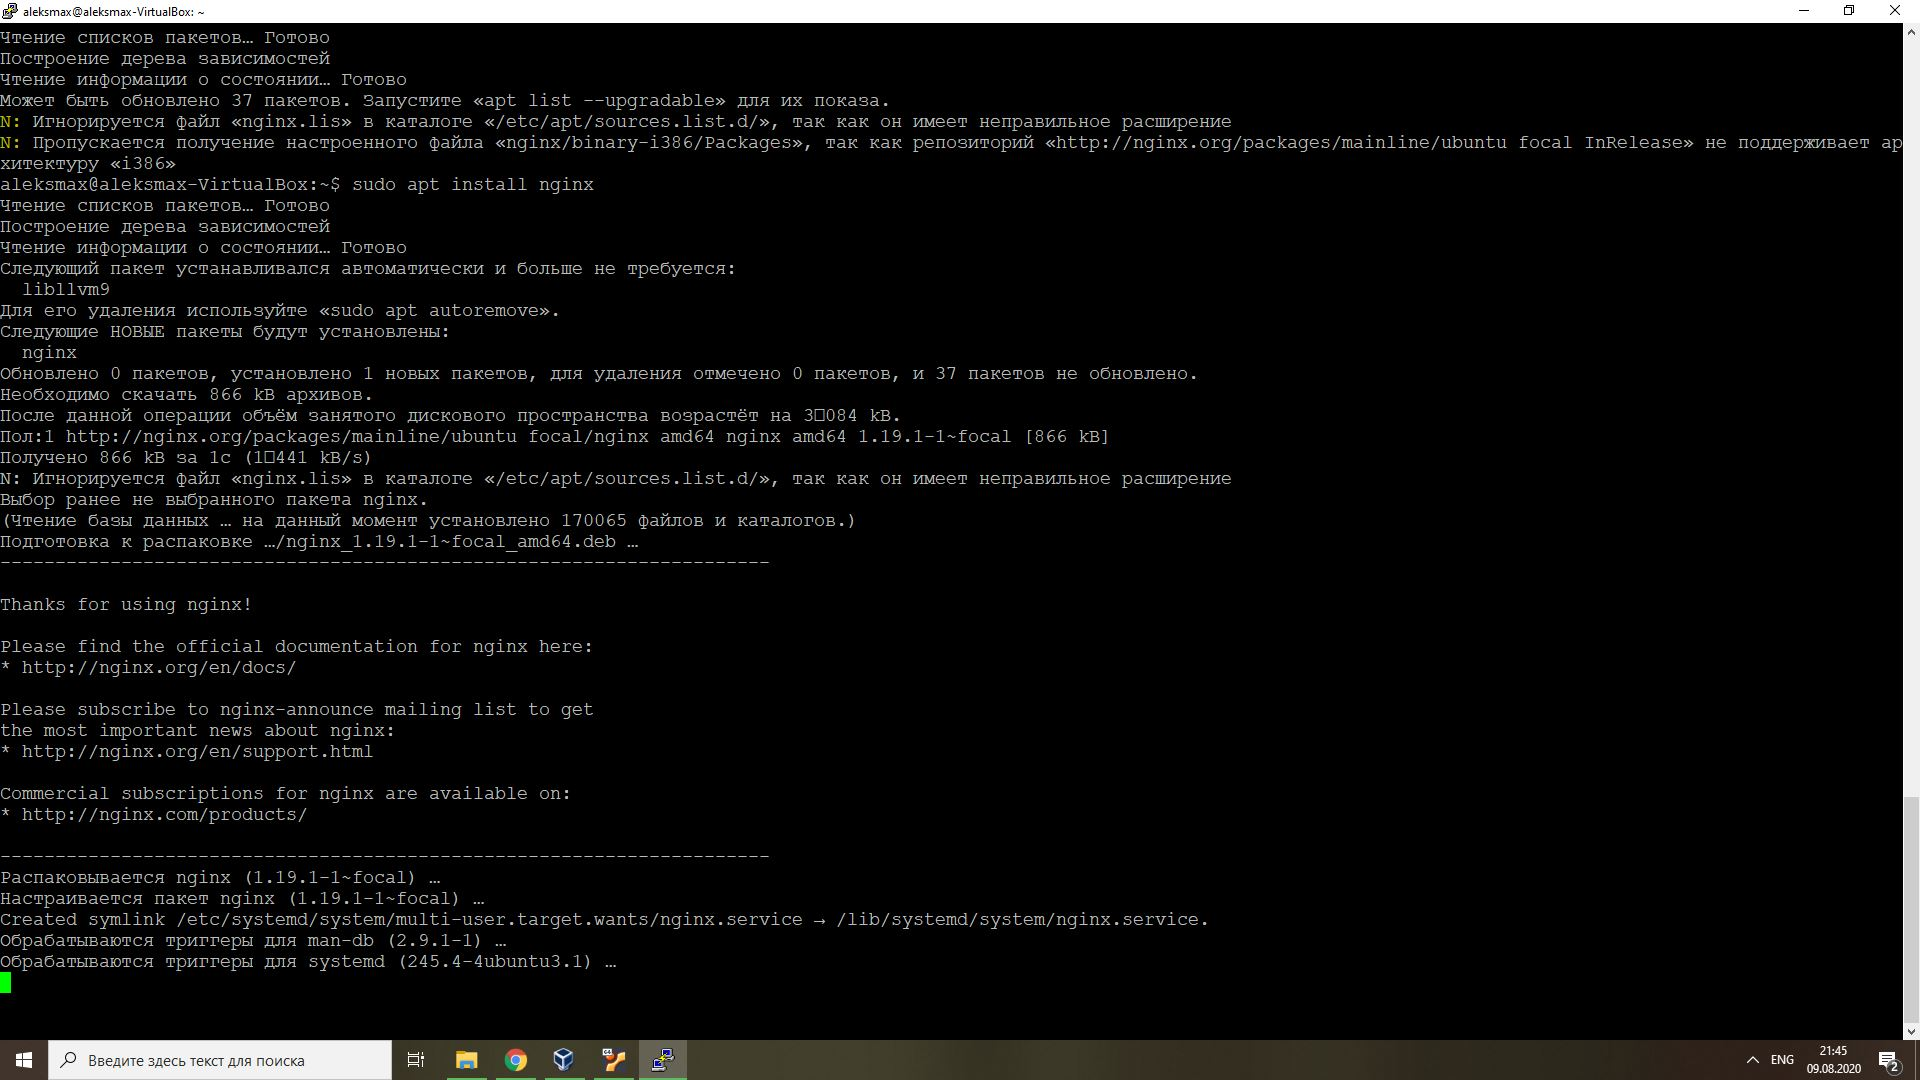 aleksmax@aleksmax-VirtualBox: ~
Чтение списков пакетов… Готово
Построение дерева зависимостей
Чтение информации о состоянии… Готово
Может быть обновлено 37 пакетов. Запустите «apt list --upgradable» для их показа.
N: Игнорируется файл «nginx.lis» в каталоге «/etc/apt/sources.list.d/», так как он имеет неправильное расширение
N: Пропускается получение настроенного файла «nginx/binary-i386/Packages», так как репозиторий «http://nginx.org/packages/mainline/ubuntu focal InRelease» не поддерживает ар
хитектуру «i386»
aleksmax@aleksmax-VirtualBox:~$ sudo apt install nginx
Чтение списков пакетов… Готово
Построение дерева зависимостей
Чтение информации о состоянии… Готово
Следующий пакет устанавливался автоматически и больше не требуется:
  libllvm9
Для его удаления используйте «sudo apt autoremove».
Следующие НОВЫЕ пакеты будут установлены:
  nginx
Обновлено 0 пакетов, установлено 1 новых пакетов, для удаления отмечено 0 пакетов, и 37 пакетов не обновлено.
Необходимо скачать 866 kB архивов.
После данной операции объём занятого дискового пространства возрастёт на 3□084 kB.
Пол:1 http://nginx.org/packages/mainline/ubuntu focal/nginx amd64 nginx amd64 1.19.1-1~focal [866 kB]
Получено 866 kB за 1с (1□441 kB/s)
N: Игнорируется файл «nginx.lis» в каталоге «/etc/apt/sources.list.d/», так как он имеет неправильное расширение
Выбор ранее не выбранного пакета nginx.
(Чтение базы данных … на данный момент установлено 170065 файлов и каталогов.)
Подготовка к распаковке …/nginx_1.19.1-1~focal_amd64.deb …
----------------------------------------------------------------------
Thanks for using nginx!
Please find the official documentation for nginx here:
* http://nginx.org/en/docs/
Please subscribe to nginx-announce mailing list to get
the most important news about nginx:
* http://nginx.org/en/support.html
Commercial subscriptions for nginx are available on:
* http://nginx.com/products/
----------------------------------------------------------------------
Распаковывается nginx (1.19.1-1~focal) …
Настраивается пакет nginx (1.19.1-1~focal) …
Created symlink /etc/systemd/system/multi-user.target.wants/nginx.service → /lib/systemd/system/nginx.service.
Обрабатываются триггеры для man-db (2.9.1-1) …
Обрабатываются триггеры для systemd (245.4-4ubuntu3.1) …
Введите здесь текст для поиска
ENG
21:45
09.08.2020
2